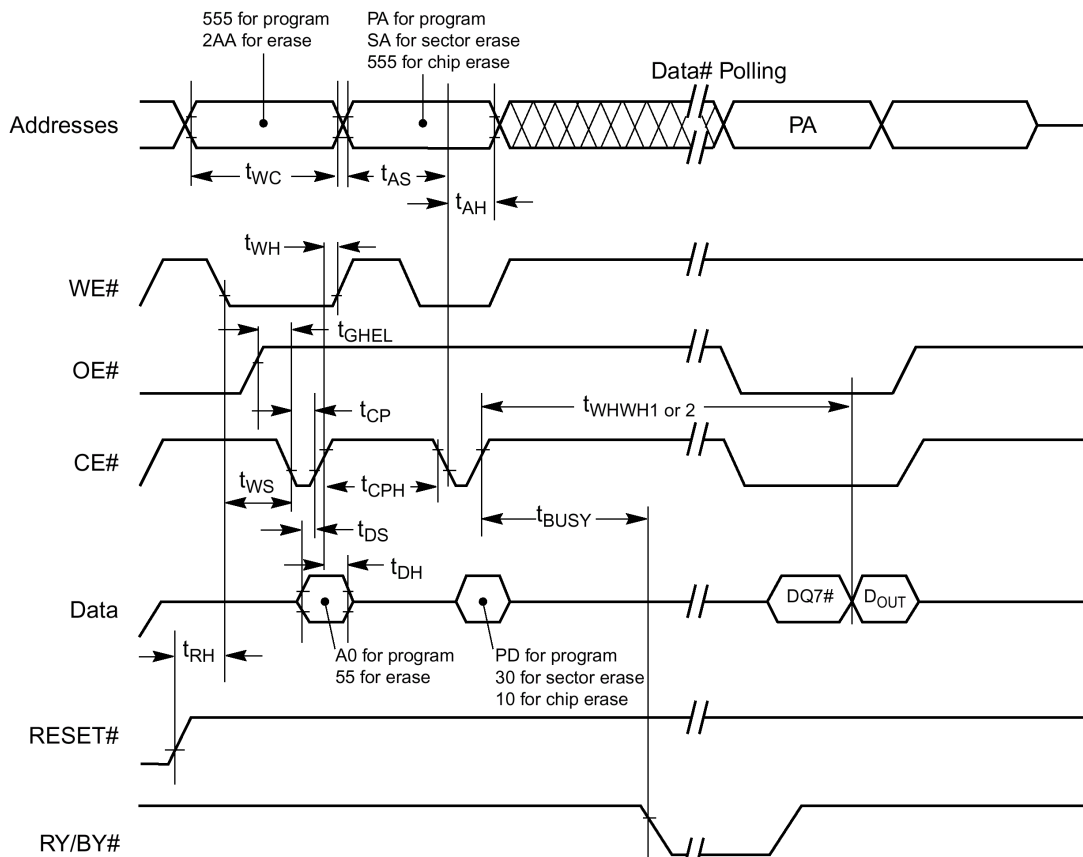 555 for program
2AA for erase
PA for program
SA for sector erase
555 for chip erase
Data# Polling
Addresses
PA
tWC
tAS
tAH
tWH
WE#
tGHEL
OE#
tCP
tWHWH1 or 2
CE#
tWS
tCPH
tBUSY
tDS
tDH
Data
DQ7#
DOUT
tRH
A0 for program
55 for erase
PD for program
30 for sector erase
10 for chip erase
RESET#
RY/BY#